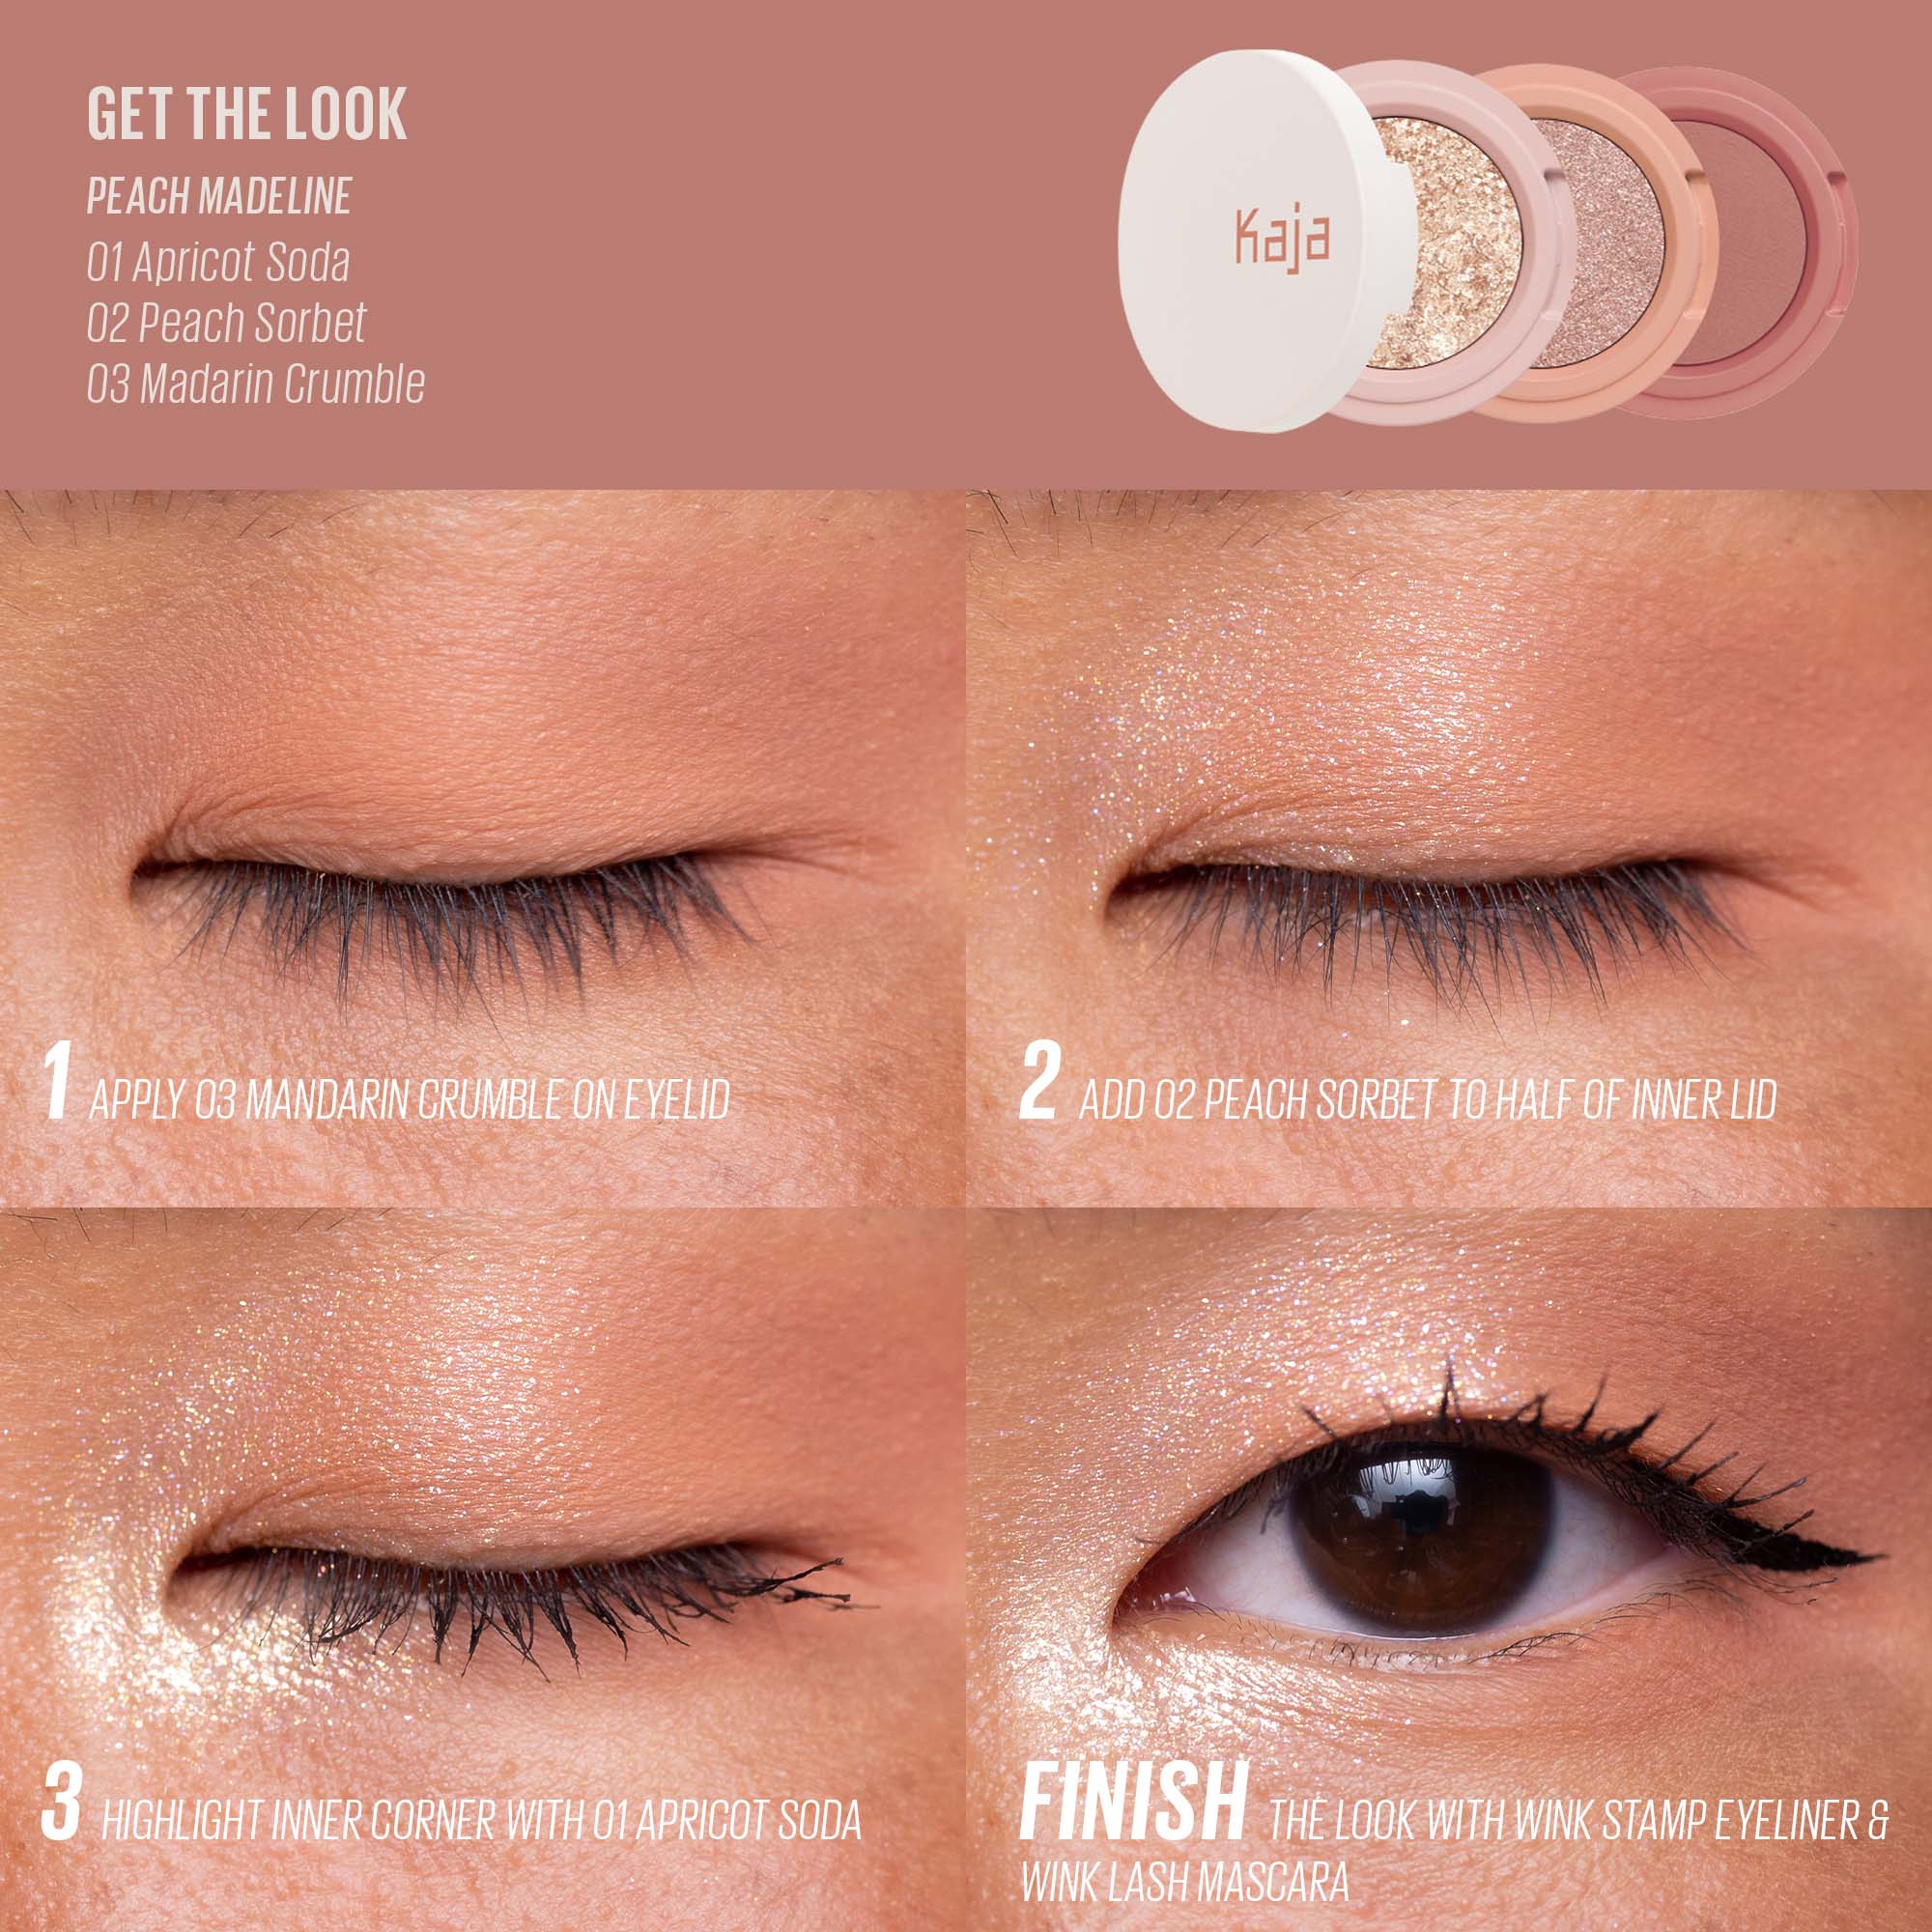 GET THE LOOK
PEACH MADELINE
01 Apricot Soda
02 Peach Sorbet
03 Madarin Crumble
Kaja
1 APPLY 03 MANDARIN CRUMBLE ON EYELID
2 ADD 02 PEACH SORBET TO HALF OF INNER LID
3 HIGHLIGHT INNER CORNER WITH 01 APRICOT SODA
FINISH THE LOOK WITH WINK STAMP EYELINER &
WINK LASH MASCARA